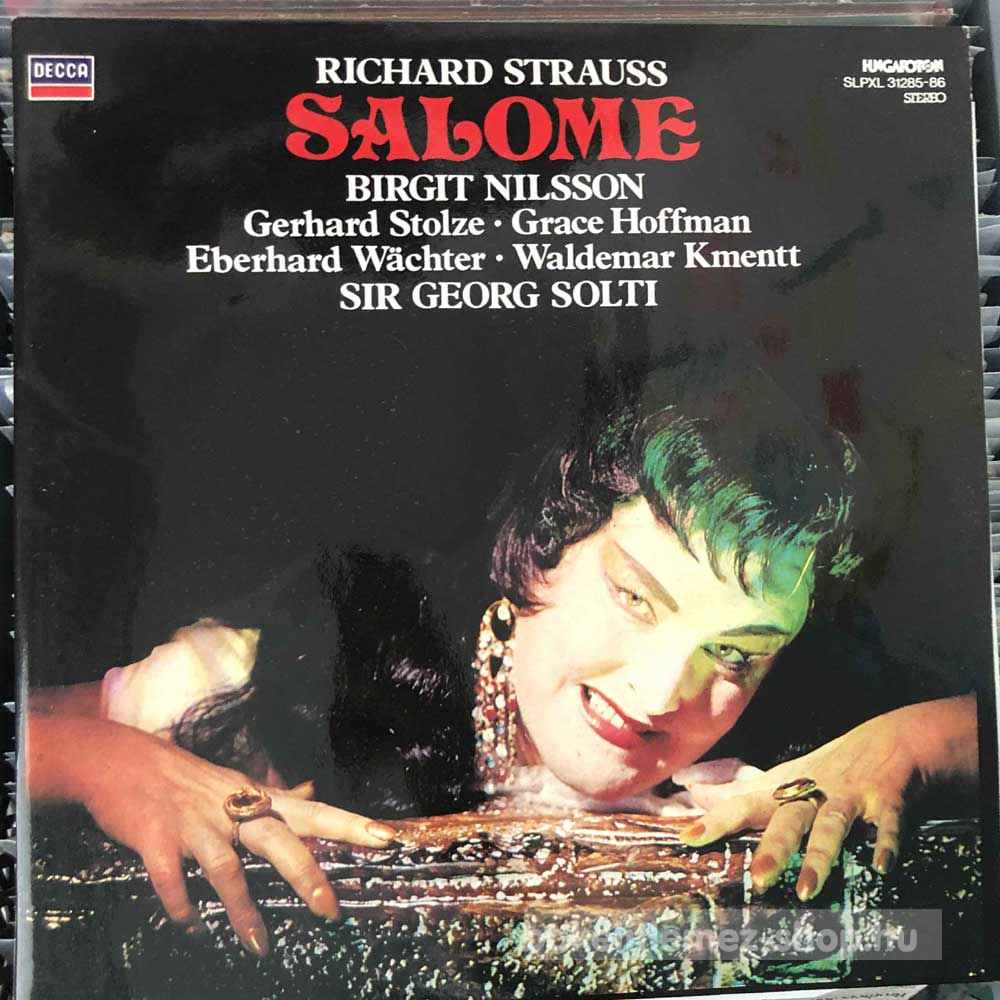 DECCA
RICHARD STRAUSS
SALOME
BIRGIT NILSSON
Gerhard Stolze · Grace Hoffman
Eberhard Wächter · Waldemar Kmentt
SIR GEORG SOLTI
HUNGAROTON
SLPXL 31285-86
STEREO